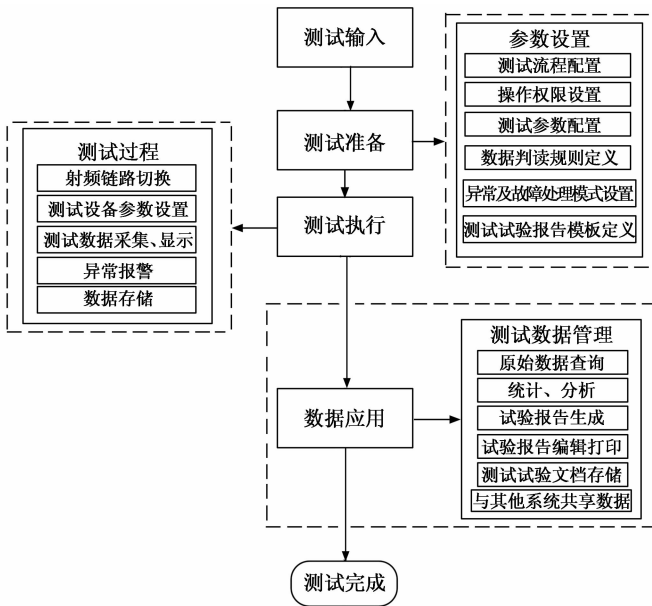 测试输入
测试准备
测试执行
数据应用
测试完成
参数设置
测试流程配置
操作权限设置
测试参数配置
数据判读规则定义
异常及故障处理模式设置
测试试验报告模板定义
测试过程
射频链路切换
测试设备参数设置
测试数据采集、显示
异常报警
数据存储
测试数据管理
原始数据查询
统计、分析
试验报告生成
试验报告编辑打印
测试试验文档存储
与其他系统共享数据